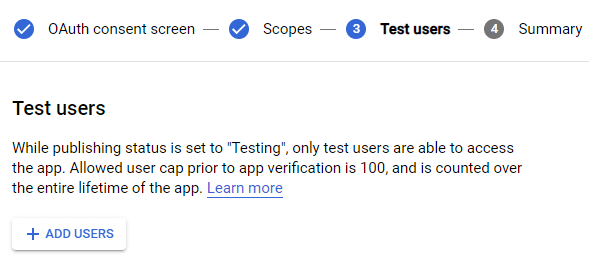 OAuth consent screen — Scopes — 3 Test users — 4 Summary
Test users
While publishing status is set to "Testing", only test users are able to access
the app. Allowed user cap prior to app verification is 100, and is counted over
the entire lifetime of the app. Learn more
+ ADD USERS